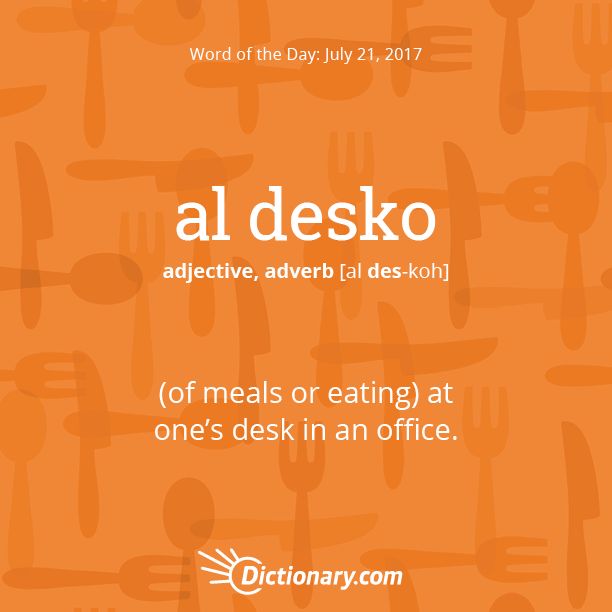 Word of the Day: July 21, 2017
al desko
adjective, adverb [al des-koh]
(of meals or eating) at
one’s desk in an office.
Dictionary.com